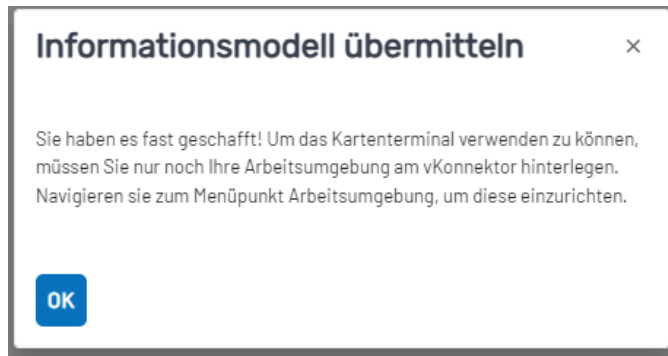 Informationsmodell übermitteln ×
Sie haben es fast geschafft! Um das Kartenterminal verwenden zu können,
müssen Sie nur noch Ihre Arbeitsumgebung am vKonnektor hinterlegen.
Navigieren sie zum Menüpunkt Arbeitsumgebung, um diese einzurichten.
OK